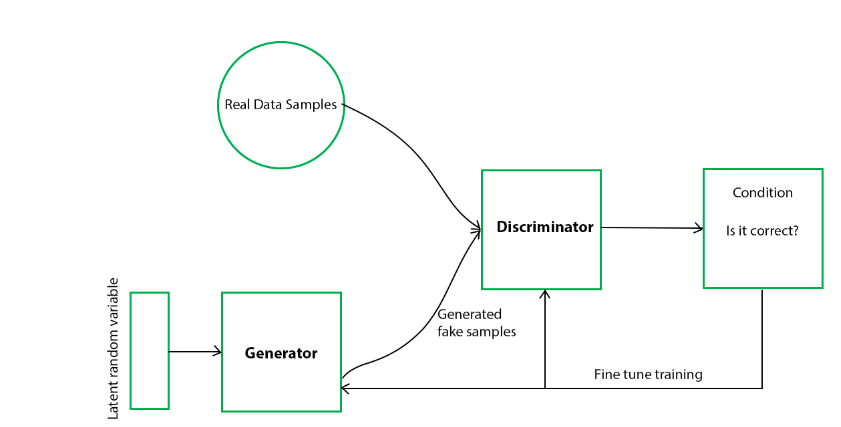 Real Data Samples
Condition
Is it correct?
Discriminator
Generated
fake samples
Latent random variable
Generator
Fine tune training